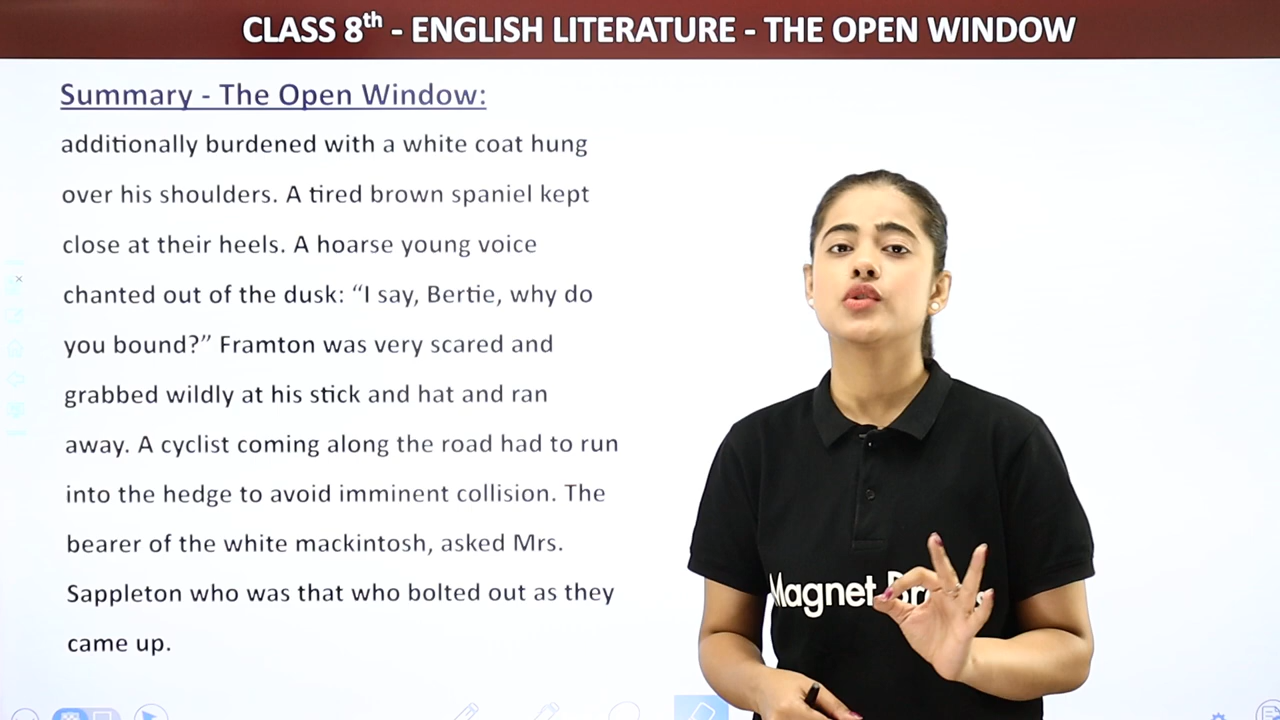 CLASS 8th - ENGLISH LITERATURE - THE OPEN WINDOW
Summary - The Open Window:
additionally burdened with a white coat hung
over his shoulders. A tired brown spaniel kept
close at their heels. A hoarse young voice
chanted out of the dusk: “I say, Bertie, why do
you bound?” Framton was very scared and
grabbed wildly at his stick and hat and ran
away. A cyclist coming along the road had to run
into the hedge to avoid imminent collision. The
bearer of the white mackintosh, asked Mrs.
Sappleton who was that who bolted out as they
came up.
Magnet